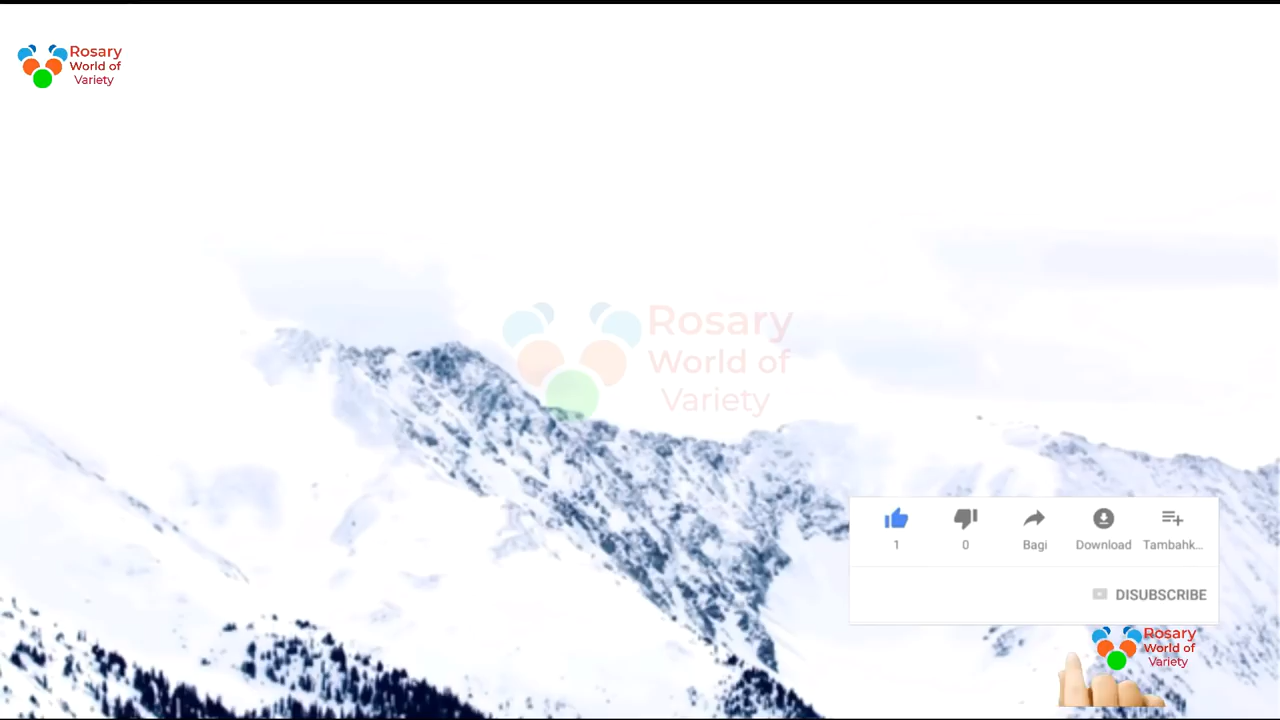 Rosary
World of
Variety
Rosary
World of
Variety
1 0 Bagi Download Tambahk...
DISUBSCRIBE
Rosary
World of
Variety